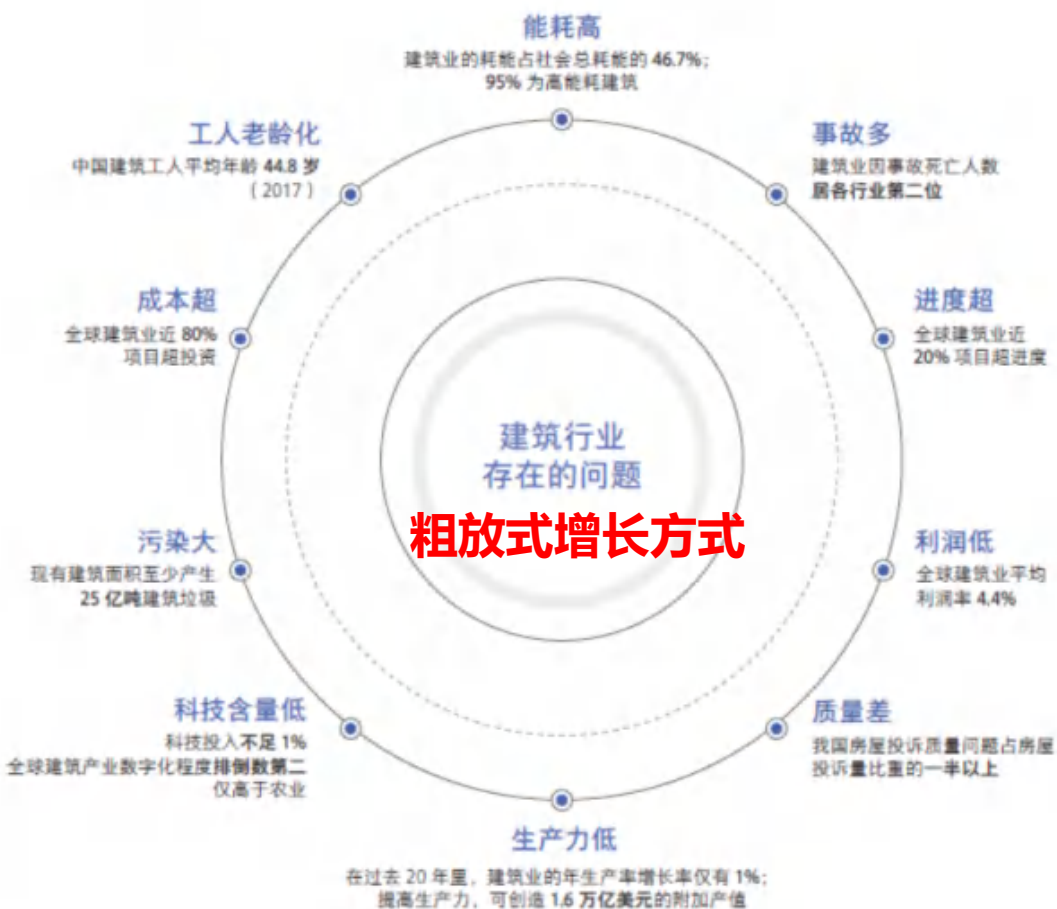 能耗高
建筑业的耗能占社会总耗能的 46.7%；
95% 为高能耗建筑
事故多
建筑业因事故死亡人数
居各行业第二位
进度超
全球建筑业近
20% 项目超进度
利润低
全球建筑业平均
利润率 4.4%
质量差
我国房屋投诉质量问题占房屋
投诉量比重的一半以上
生产力低
在过去 20 年里，建筑业的年生产率增长率仅有 1%；
提高生产力，可创造 1.6 万亿美元的附加产值
科技含量低
科技投入不足 1%
全球建筑产业数字化程度排倒数第二
仅高于农业
污染大
现有建筑面积至少产生
25 亿吨建筑垃圾
成本超
全球建筑业近 80%
项目超投资
工人老龄化
中国建筑工人平均年龄 44.8 岁
（2017）
建筑行业
存在的问题
粗放式增长方式